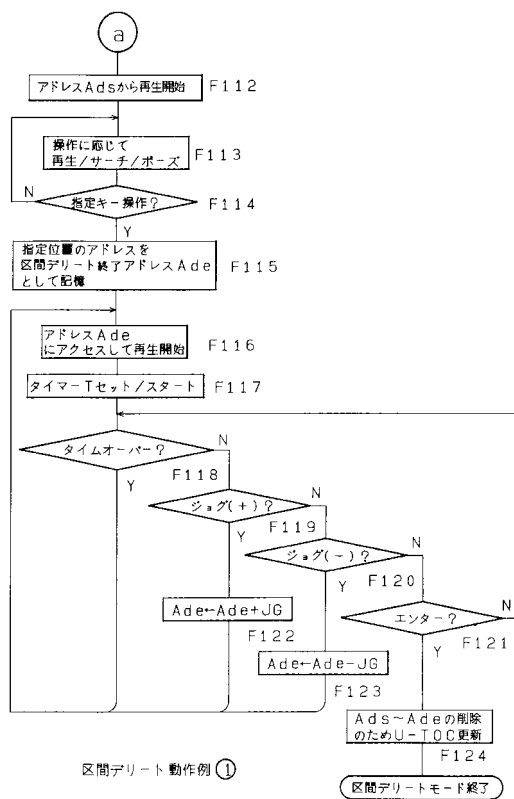 a
アドレスAdsから再生開始 F112
操作に応じて
再生/サーチ/ポーズ F113
N
指定キー操作? F114
Y
指定位置のアドレスを
区間デリート終了アドレスAde F115
として記憶
アドレスAde
にアクセスして再生開始 F116
タイマーTセット/スタート F117
タイムオーバー? N
F118
Y
ジョグ(+)? N
F119
Y
ジョグ(-)? N
F120
Y
Ade←Ade+JG
F122
エンター? N
F121
Y
Ade←Ade-JG
F123
Ads~Adeの削除
のためU-TOC更新
F124
区間デリート動作例①
区間デリートモード終了